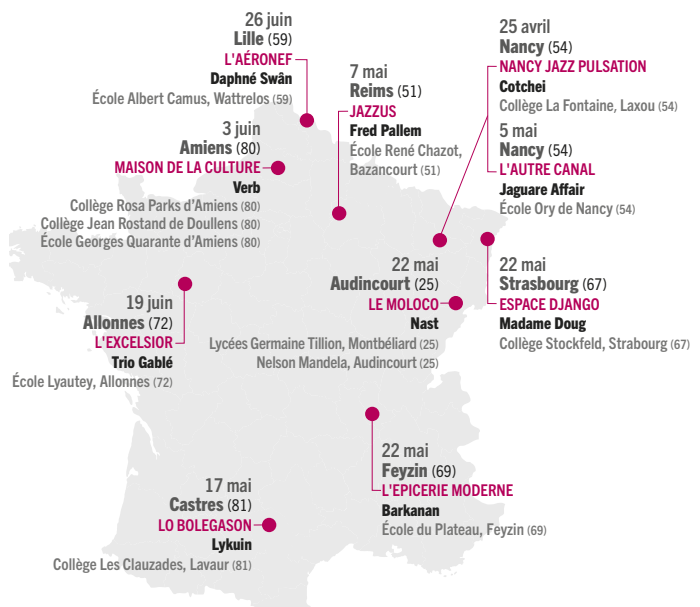 26 juin
Lille (59)
L'AÉRONEF
Daphné Swân
École Albert Camus, Wattrelos (59)
7 mai
Reims (51)
JAZZUS
Fred Pallem
École René Chazot,
Bazancourt (51)
25 avril
Nancy (54)
NANCY JAZZ PULSATION
Cotchei
Collège La Fontaine, Laxou (54)
5 mai
Nancy (54)
L'AUTRE CANAL
Jaguare Affair
École Ory de Nancy (54)
3 juin
Amiens (80)
MAISON DE LA CULTURE
Verb
Collège Rosa Parks d'Amiens (80)
Collège Jean Rostand de Doullens (80)
École Georges Quarante d'Amiens (80)
22 mai
Audincourt (25)
LE MOLOCO
Nast
Lycées Germaine Tillion, Montbéliard (25)
Nelson Mandela, Audincourt (25)
22 mai
Strasbourg (67)
ESPACE DJANGO
Madame Doug
Collège Stockfeld, Strabourg (67)
19 juin
Allonnes (72)
L'EXCELSIOR
Trio Gablé
École Lyautey, Allonnes (72)
22 mai
Feyzin (69)
L'EPICERIE MODERNE
Barkanan
École du Plateau, Feyzin (69)
17 mai
Castres (81)
LO BOLEGASON
Lykuin
Collège Les Clauzades, Lavaur (81)